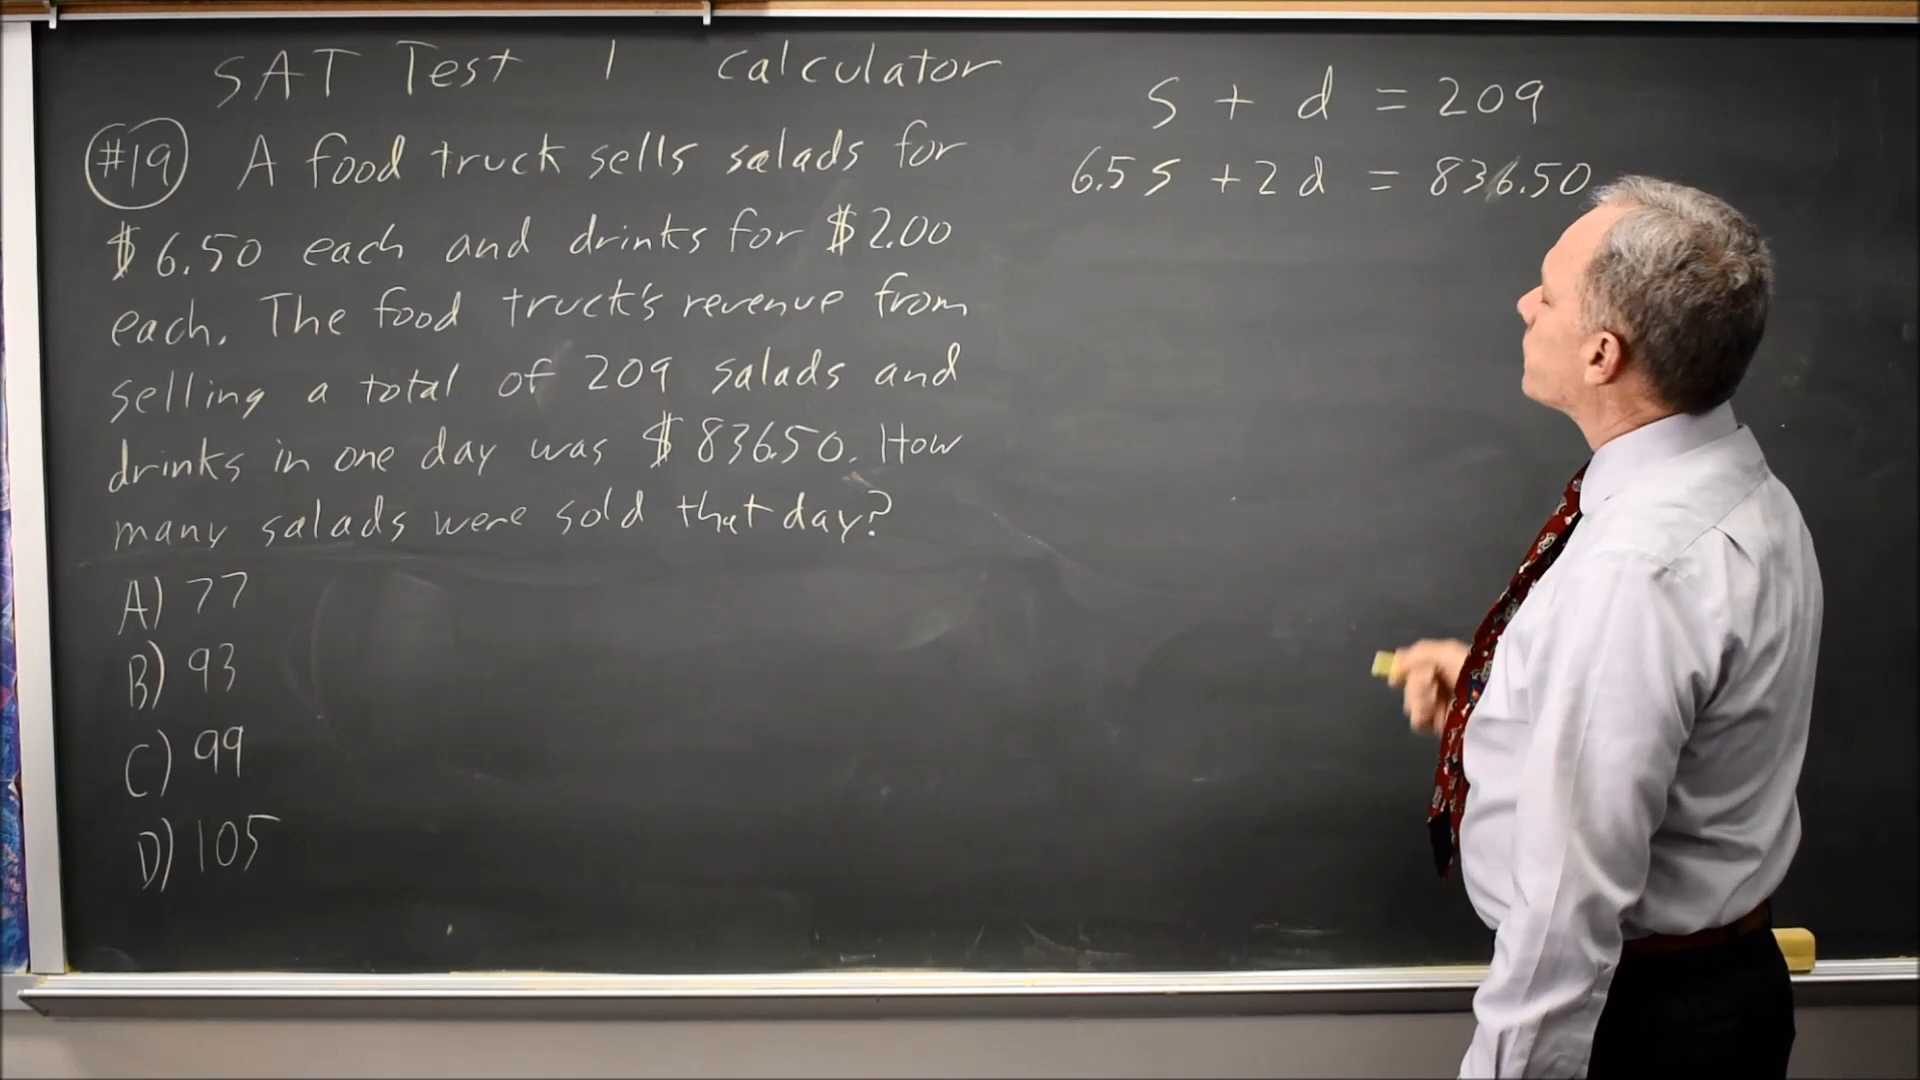 SAT Test 1 calculator
#19 A food truck sells salads for
$6.50 each and drinks for $2.00
each. The food truck's revenue from
selling a total of 209 salads and
drinks in one day was $836.50. How
many salads were sold that day?
A) 77
B) 93
C) 99
D) 105
s + d = 209
6.5 s + 2 d = 836.50